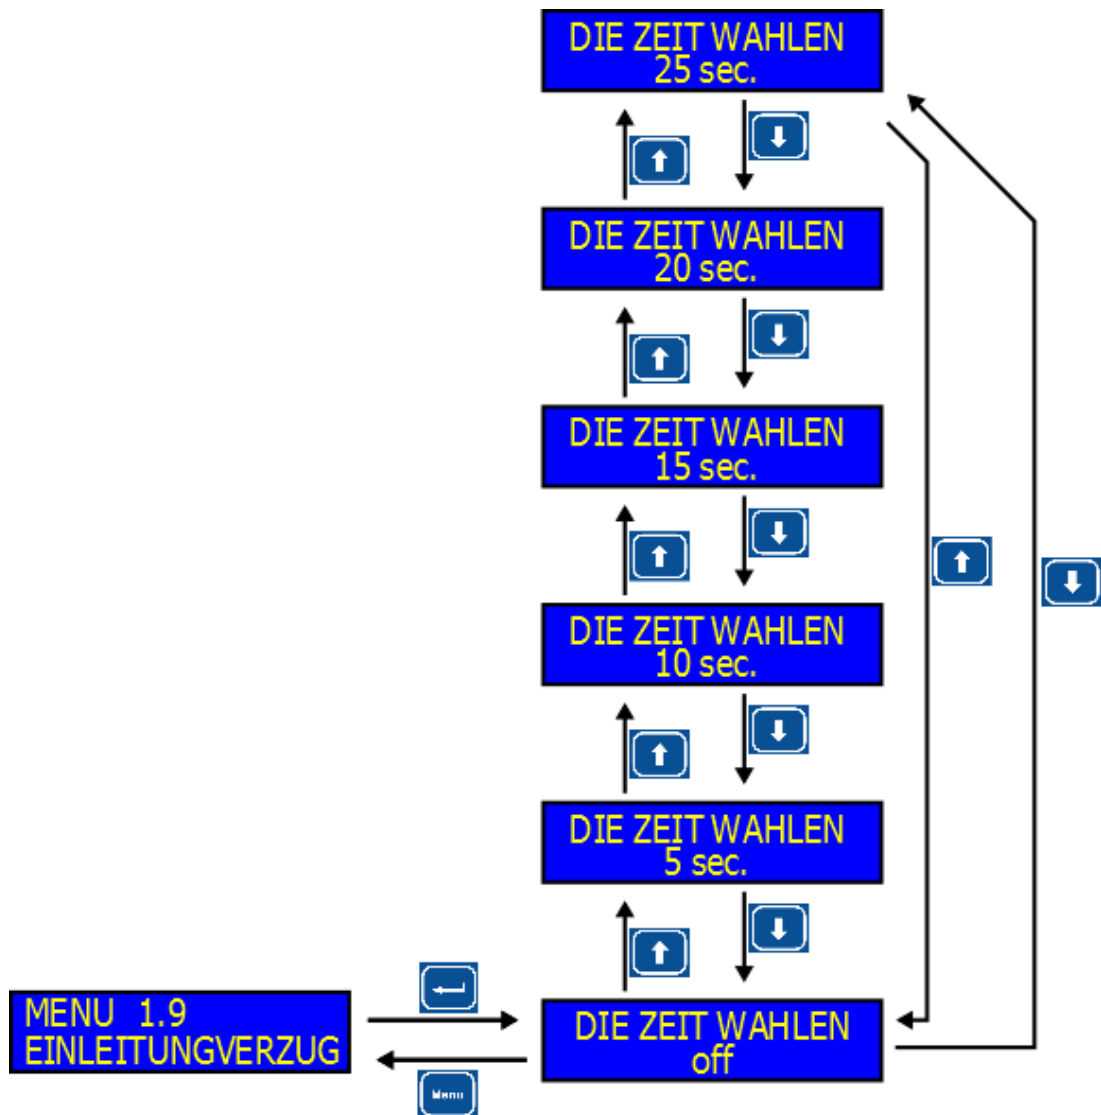 DIE ZEIT WAHLEN
25 sec.
DIE ZEIT WAHLEN
20 sec.
DIE ZEIT WAHLEN
15 sec.
DIE ZEIT WAHLEN
10 sec.
DIE ZEIT WAHLEN
5 sec.
MENU 1.9
EINLEITUNGVERZUG
DIE ZEIT WAHLEN
off
Menu